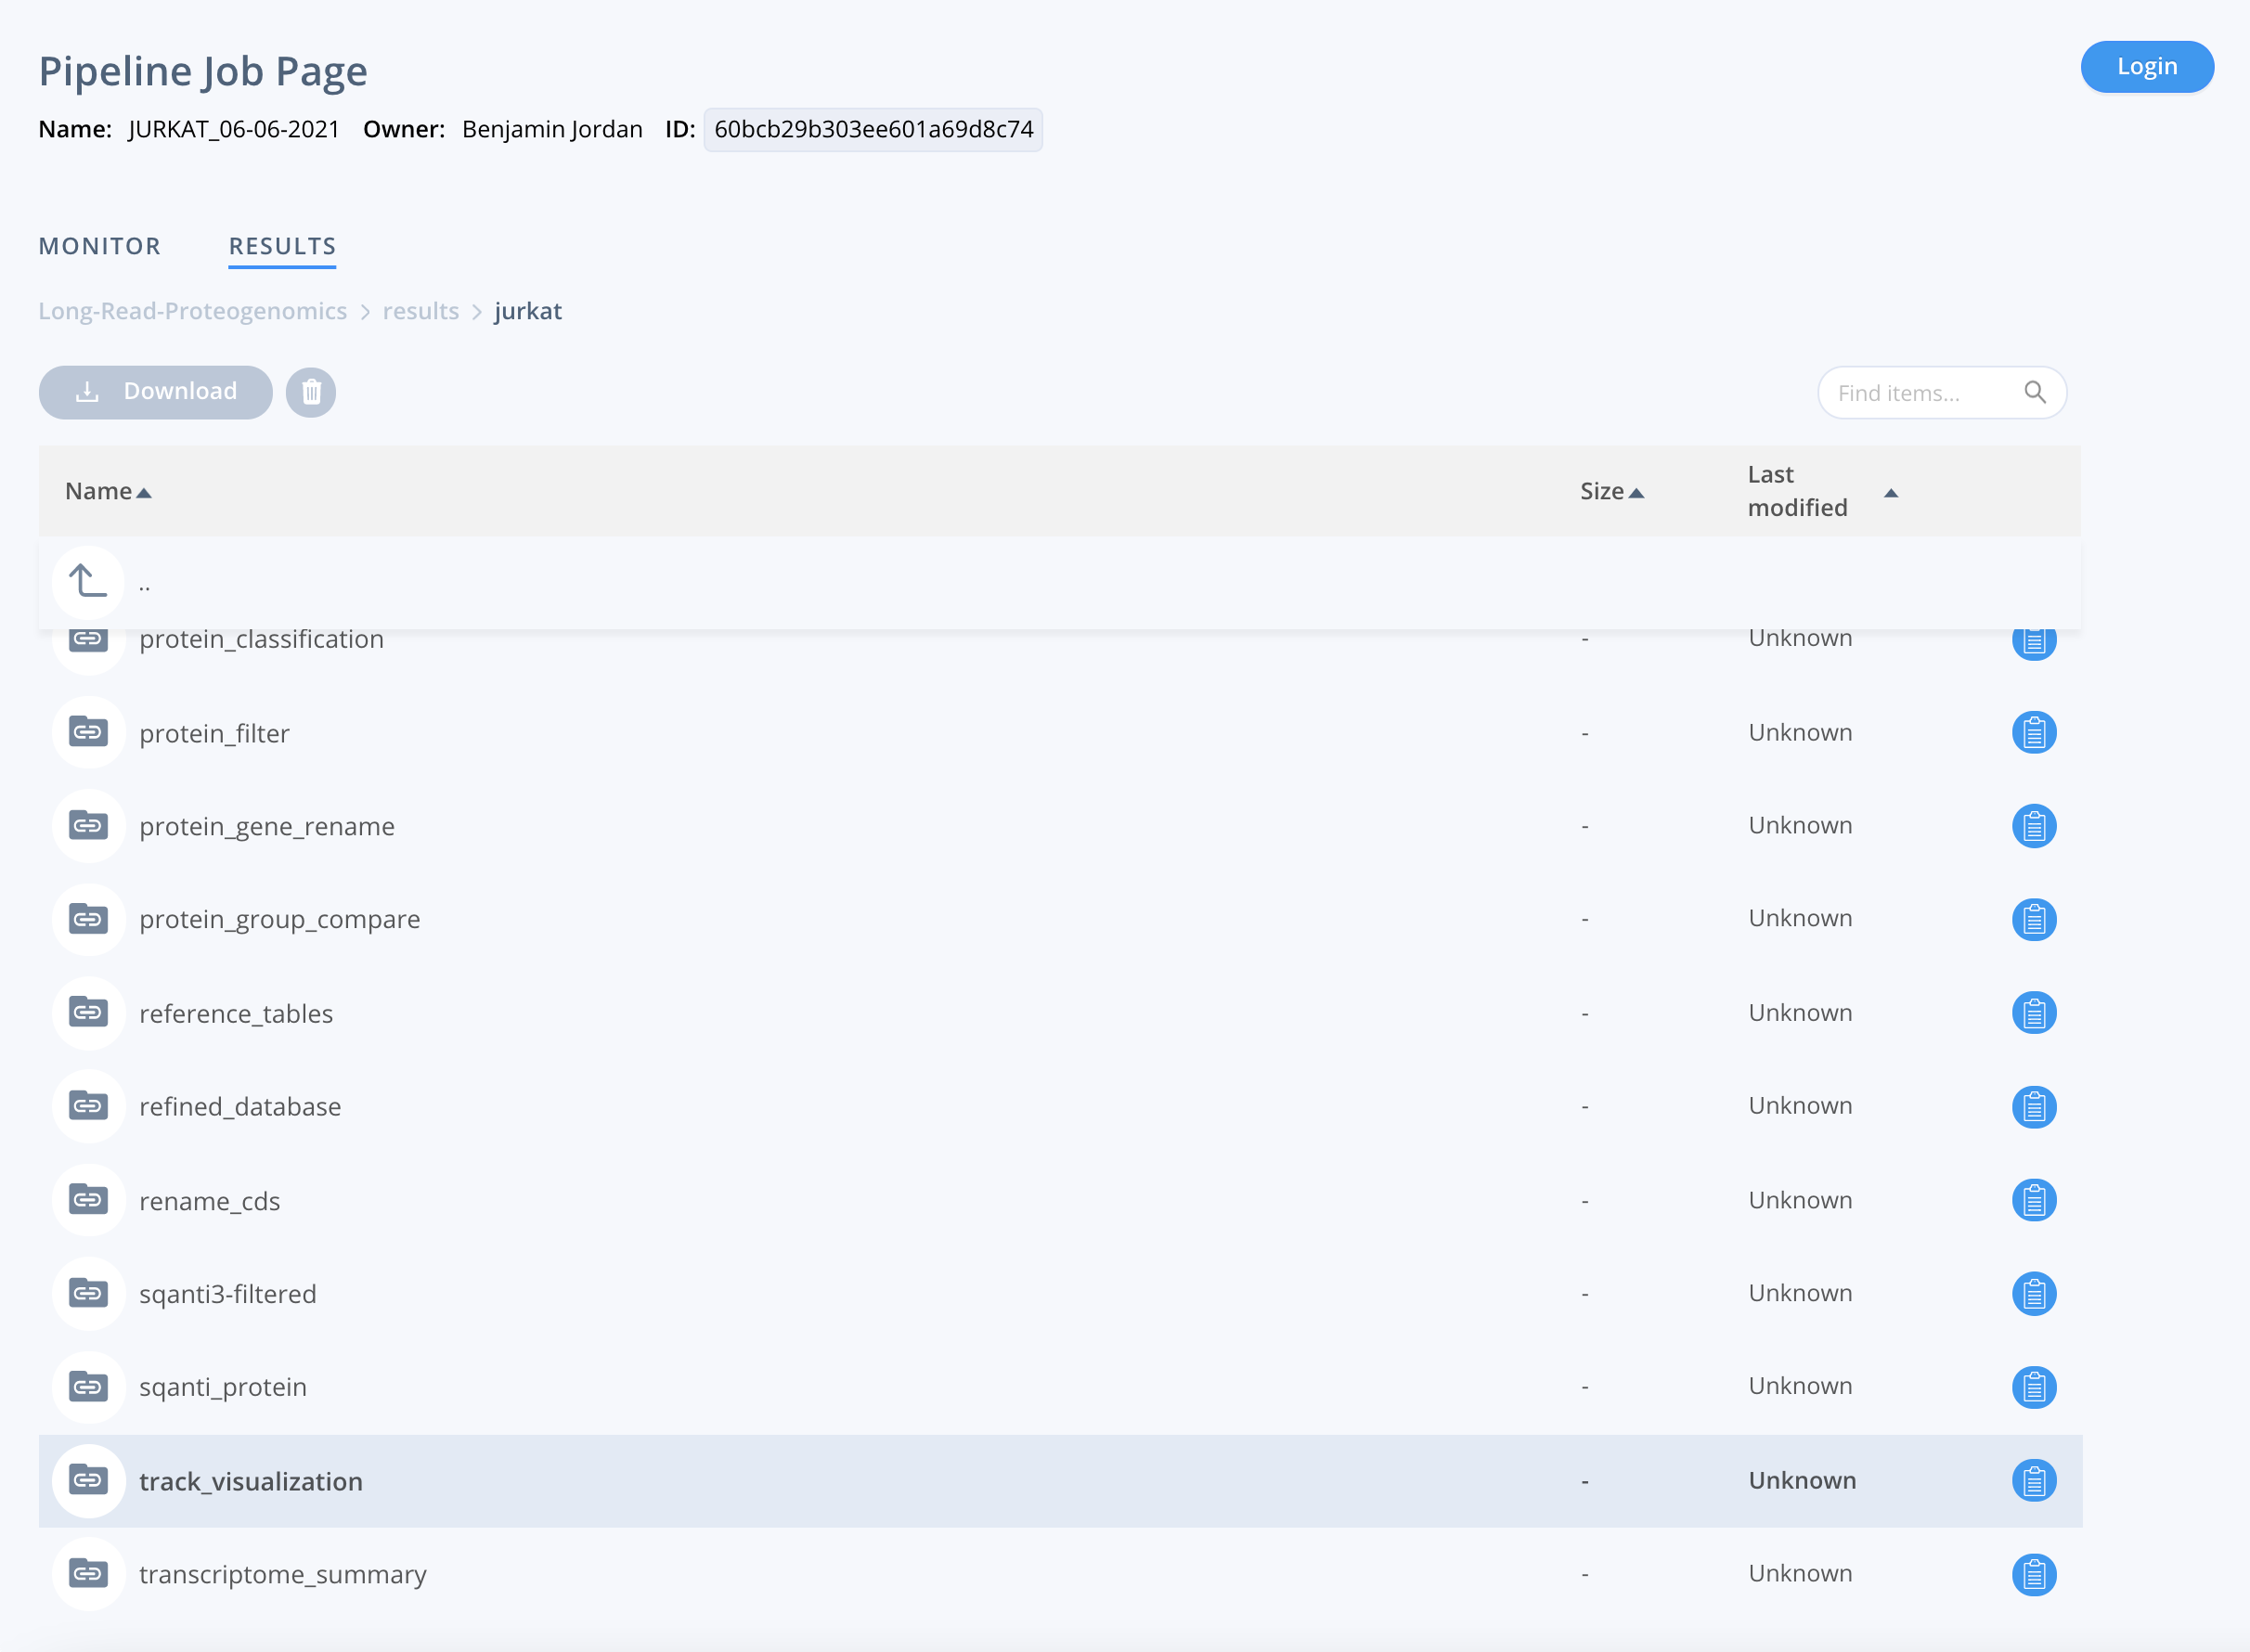 Pipeline Job Page
Login
Name: JURKAT_06-06-2021 Owner: Benjamin Jordan ID: 60bcb29b303ee601a69d8c74
MONITOR RESULTS
Long-Read-Proteogenomics > results > jurkat
Download
Find items...
Name Size Last modified
..
protein_classification - Unknown
protein_filter - Unknown
protein_gene_rename - Unknown
protein_group_compare - Unknown
reference_tables - Unknown
refined_database - Unknown
rename_cds - Unknown
sqanti3-filtered - Unknown
sqanti_protein - Unknown
track_visualization - Unknown
transcriptome_summary - Unknown